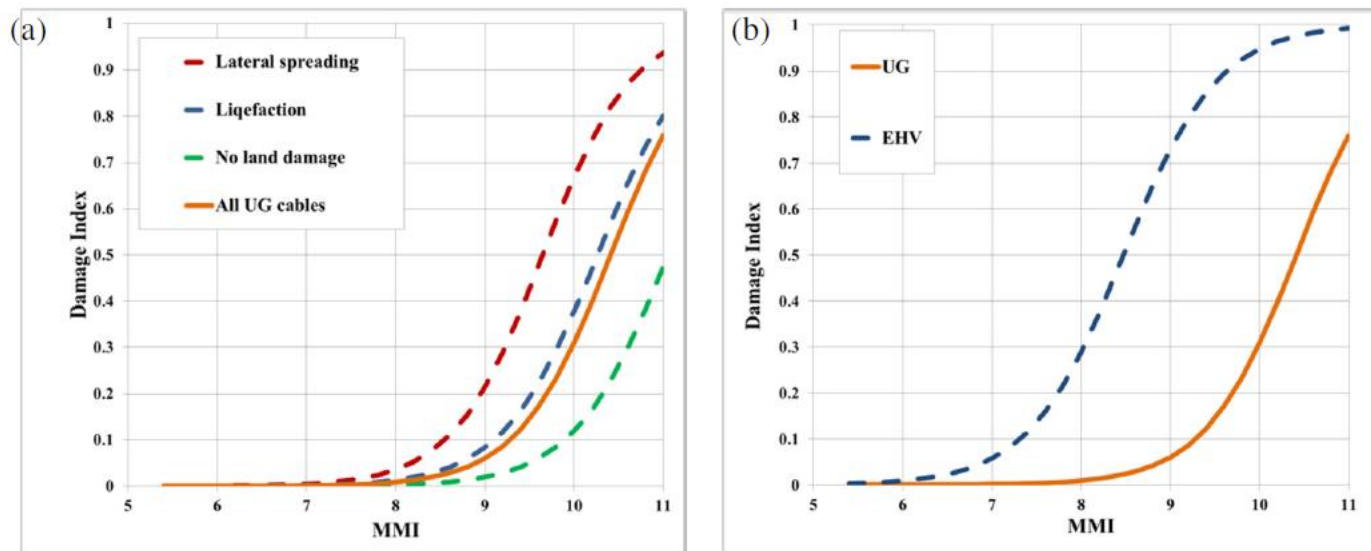 (a)
Lateral spreading
Liqefaction
No land damage
All UG cables
Damage Index
1
0.9
0.8
0.7
0.6
0.5
0.4
0.3
0.2
0.1
0
5 6 7 8 9 10 11
MMI
(b)
UG
EHV
Damage Index
1
0.9
0.8
0.7
0.6
0.5
0.4
0.3
0.2
0.1
0
5 6 7 8 9 10 11
MMI